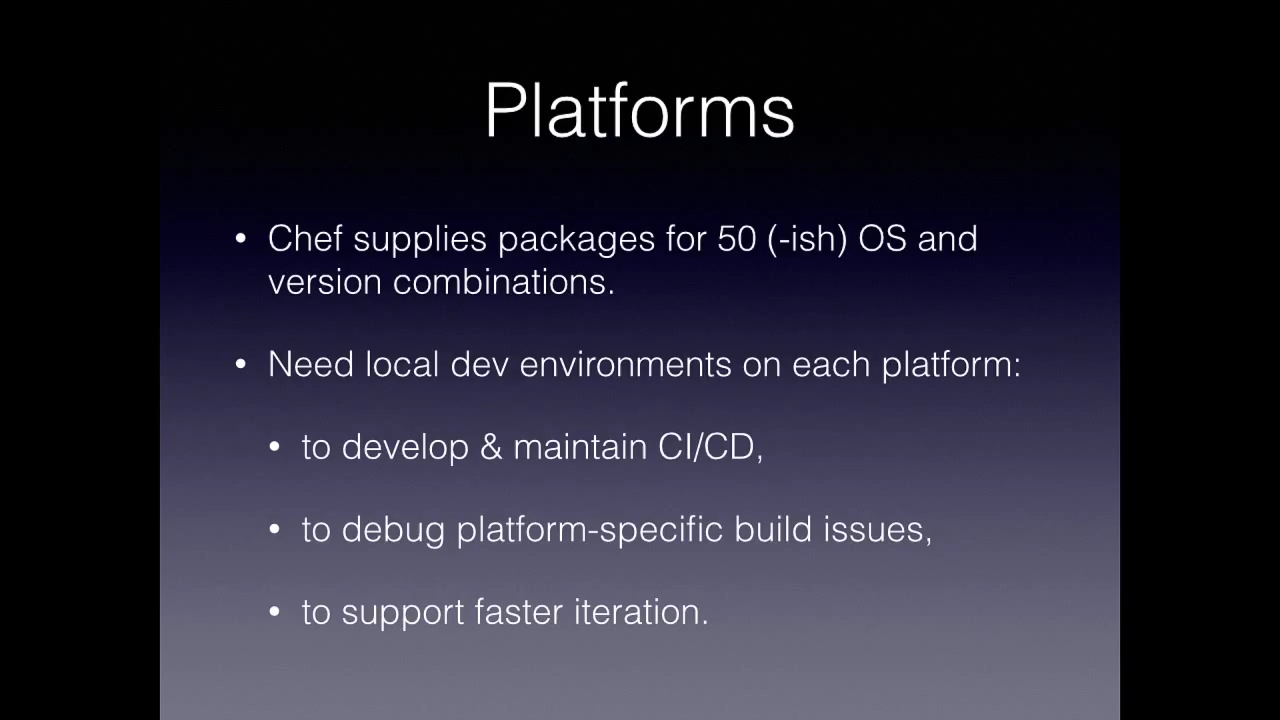 Platforms
• Chef supplies packages for 50 (-ish) OS and
version combinations.
• Need local dev environments on each platform:
• to develop & maintain CI/CD,
• to debug platform-specific build issues,
• to support faster iteration.